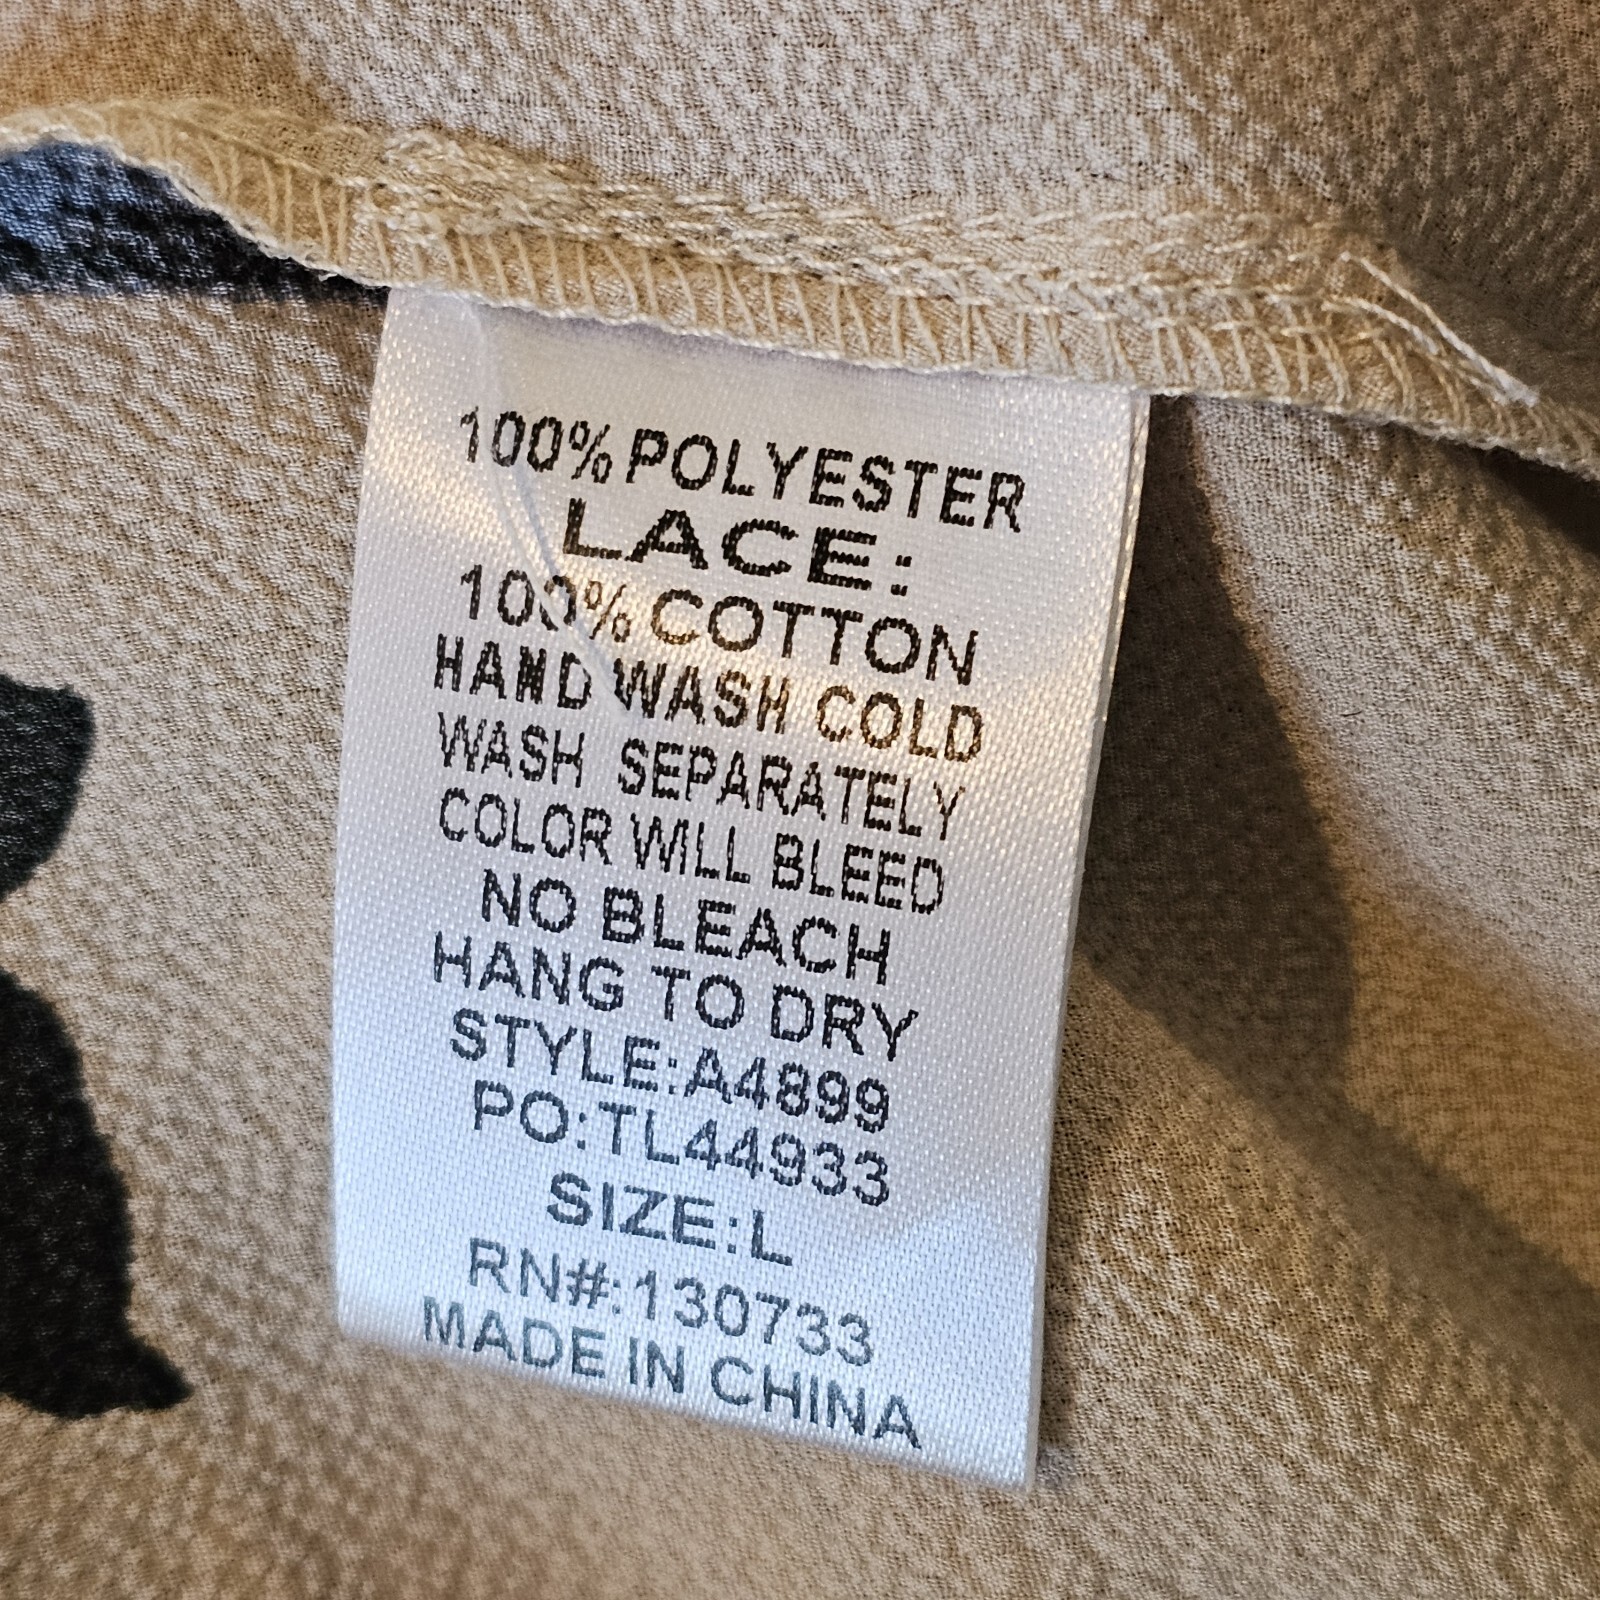 100% POLYESTER
LACE:
100% COTTON
HAND WASH COLD
WASH SEPARATELY
COLOR WILL BLEED
NO BLEACH
HANG TO DRY
STYLE:A4899
PO:TL44933
SIZE:L
RN#:130733
MADE IN CHINA